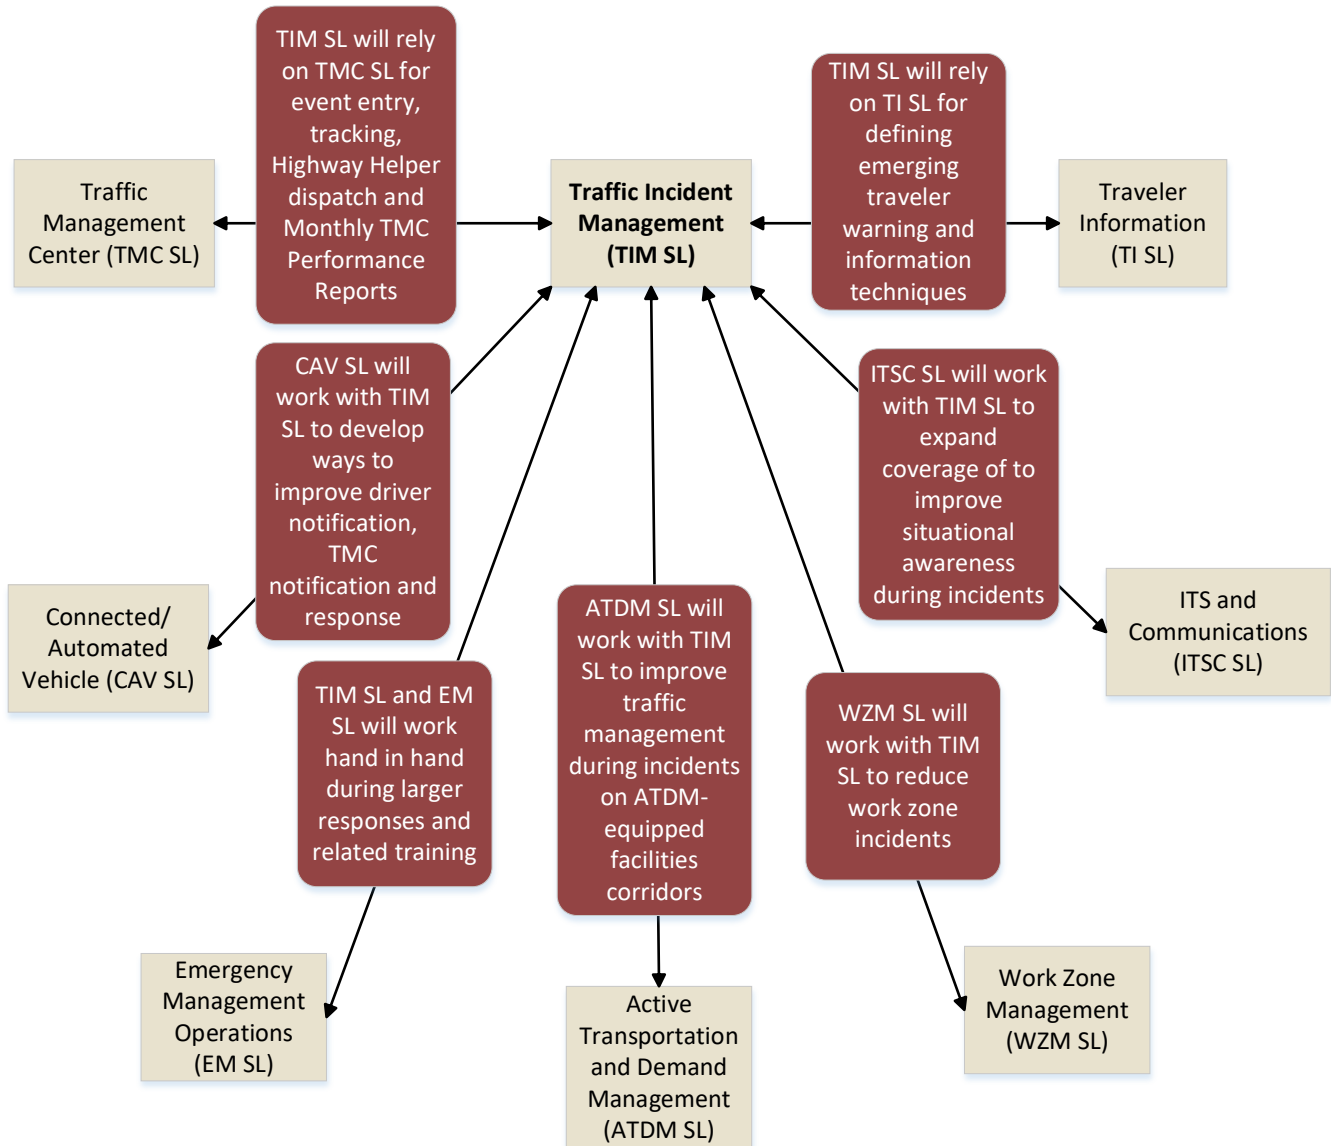 TIM SL will rely
on TMC SL for
event entry,
tracking,
Highway Helper
dispatch and
Monthly TMC
Performance
Reports
TIM SL will rely
on TI SL for
defining
emerging
traveler
warning and
information
techniques
Traffic
Management
Center (TMC SL)
Traffic Incident
Management
(TIM SL)
Traveler
Information
(TI SL)
CAV SL will
work with TIM
SL to develop
ways to
improve driver
notification,
TMC
notification and
response
ITSC SL will work
with TIM SL to
expand
coverage of to
improve
situational
awareness
during incidents
Connected/
Automated
Vehicle (CAV SL)
ITS and
Communications
(ITSC SL)
TIM SL and EM
SL will work
hand in hand
during larger
responses and
related training
ATDM SL will
work with TIM
SL to improve
traffic
management
during incidents
on ATDM-
equipped
facilities
corridors
WZM SL will
work with TIM
SL to reduce
work zone
incidents
Emergency
Management
Operations
(EM SL)
Active
Transportation
and Demand
Management
(ATDM SL)
Work Zone
Management
(WZM SL)